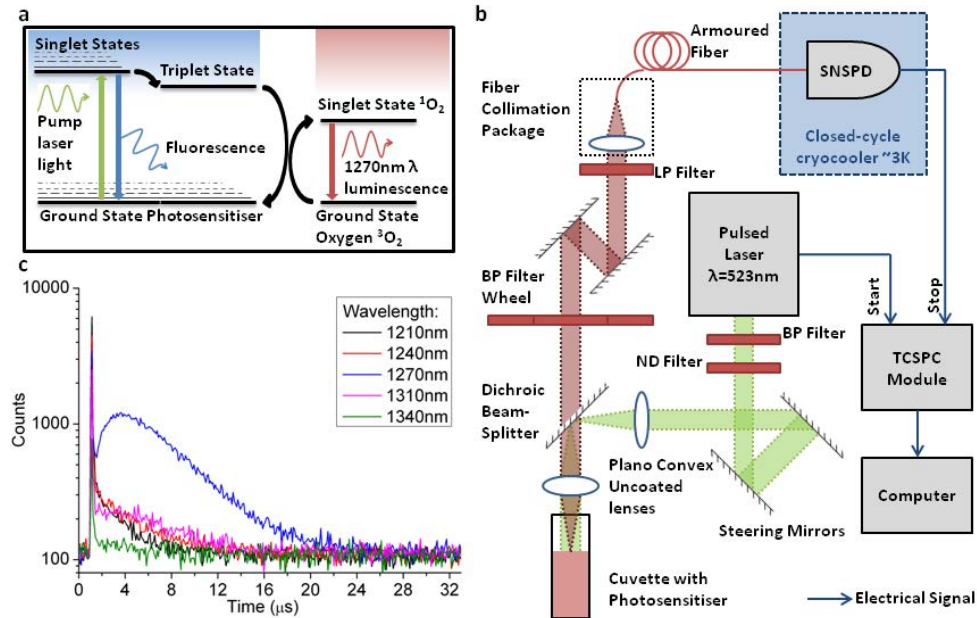 a
Singlet States
Triplet State
Pump
laser
light
Fluorescence
Singlet State ¹O₂
1270nm λ
luminescence
Ground State Photosensitiser
Ground State
Oxygen ³O₂
b
Armoured
Fiber
SNSPD
Fiber
Collimation
Package
Closed-cycle
cryocooler ~3K
LP Filter
Pulsed
Laser
λ=523nm
BP Filter
Wheel
Start
Stop
BP Filter
ND Filter
TCSPC
Module
Dichroic
Beam-
Splitter
Plano Convex
Uncoated
lenses
Steering Mirrors
Computer
Cuvette with
Photosensitiser
Electrical Signal
c
10000
1000
100
Counts
Wavelength:
1210nm
1240nm
1270nm
1310nm
1340nm
0 4 8 12 16 20 24 28 32
Time (μs)